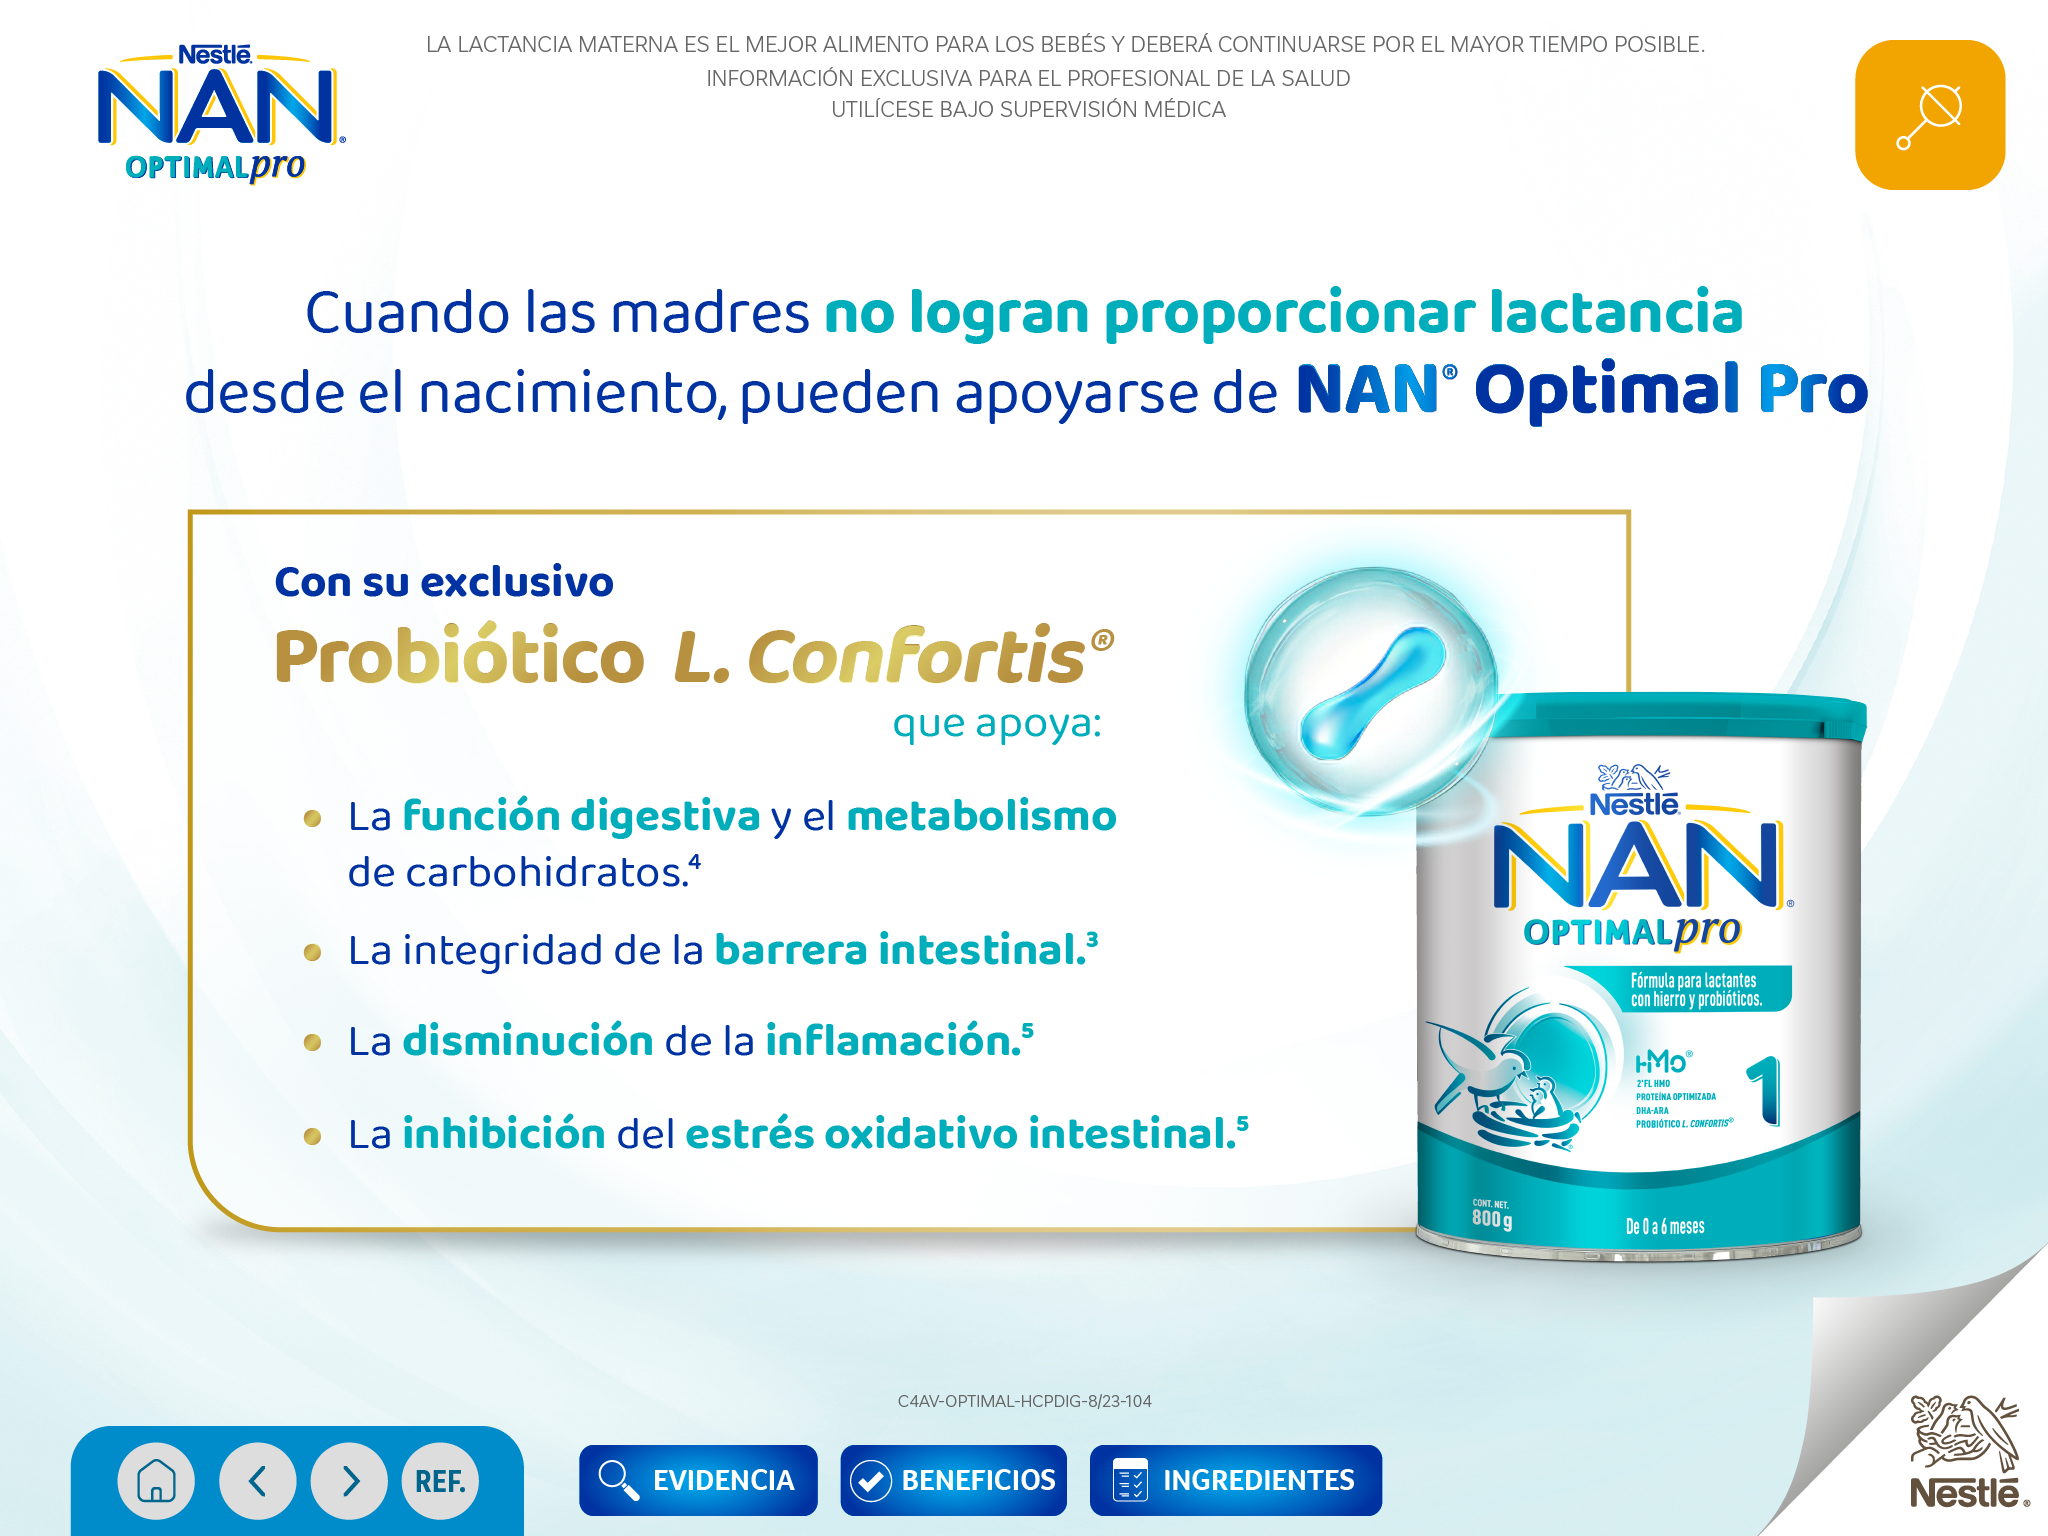 Nestlé
NAN®
OPTIMALpro
LA LACTANCIA MATERNA ES EL MEJOR ALIMENTO PARA LOS BEBÉS Y DEBERÁ CONTINUARSE POR EL MAYOR TIEMPO POSIBLE.
INFORMACIÓN EXCLUSIVA PARA EL PROFESIONAL DE LA SALUD
UTILÍCESE BAJO SUPERVISIÓN MÉDICA
Cuando las madres no logran proporcionar lactancia
desde el nacimiento, pueden apoyarse de NAN® Optimal Pro
Con su exclusivo
Probiótico L. Confortis®
que apoya:
• La función digestiva y el metabolismo
de carbohidratos.⁴
• La integridad de la barrera intestinal.³
• La disminución de la inflamación.⁵
• La inhibición del estrés oxidativo intestinal.⁵
Nestlé
NAN®
OPTIMALpro
Fórmula para lactantes
con hierro y probióticos.
HMO®
2'FL HMO
PROTEÍNA OPTIMIZADA
DHA-ARA
PROBIÓTICO L. CONFORTIS®
1
CONT. NET.
800 g
De 0 a 6 meses
C4AV-OPTIMAL-HCPDIG-8/23-104
REF.
EVIDENCIA
BENEFICIOS
INGREDIENTES
Nestlé®